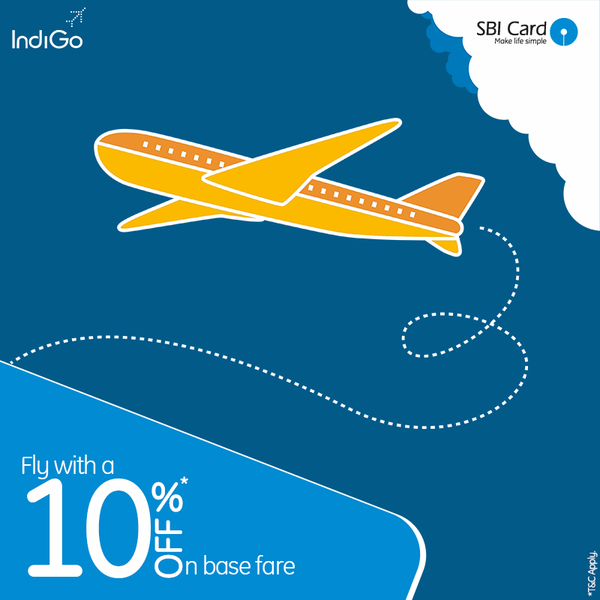 IndiGo
SBI Card
Make life simple
Fly with a
10%* OFF
On base fare
*T&C Apply.